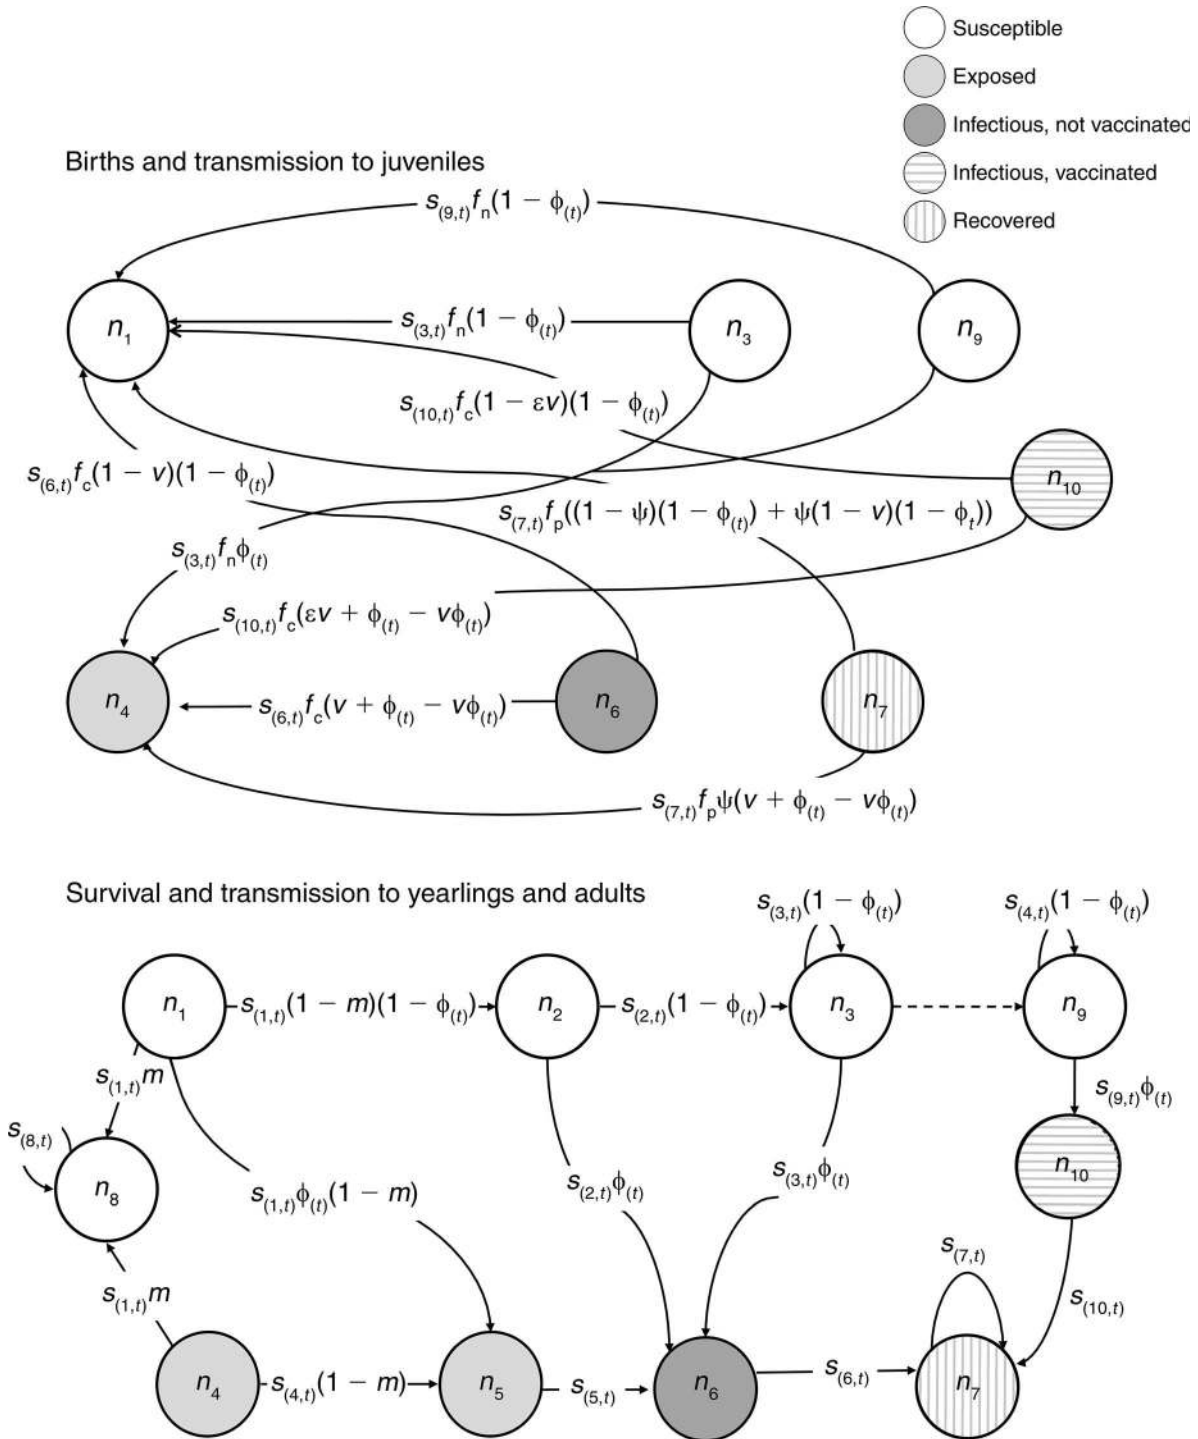 Susceptible
Exposed
Infectious, not vaccinated
Infectious, vaccinated
Recovered
Births and transmission to juveniles
s(9,t)fn(1 − ϕ(t))
n1
s(3,t)fn(1 − ϕ(t))
n3
n9
s(10,t)fc(1 − εv)(1 − ϕ(t))
s(6,t)fc(1 − v)(1 − ϕ(t))
n10
s(7,t)fp((1 − ψ)(1 − ϕ(t)) + ψ(1 − v)(1 − ϕt))
s(3,t)fnϕ(t)
s(10,t)fc(εv + ϕ(t) − vϕ(t))
n4
s(6,t)fc(v + ϕ(t) − vϕ(t))
n6
n7
s(7,t)fpψ(v + ϕ(t) − vϕ(t))
Survival and transmission to yearlings and adults
s(3,t)(1 − ϕ(t))
s(4,t)(1 − ϕ(t))
n1
s(1,t)(1 − m)(1 − ϕ(t))
n2
s(2,t)(1 − ϕ(t))
n3
n9
s(1,t)m
s(9,t)ϕ(t)
s(8,t)
n8
s(1,t)ϕ(t)(1 − m)
s(2,t)ϕ(t)
s(3,t)ϕ(t)
n10
s(7,t)
s(1,t)m
s(10,t)
n4
s(4,t)(1 − m)
n5
s(5,t)
n6
s(6,t)
n7